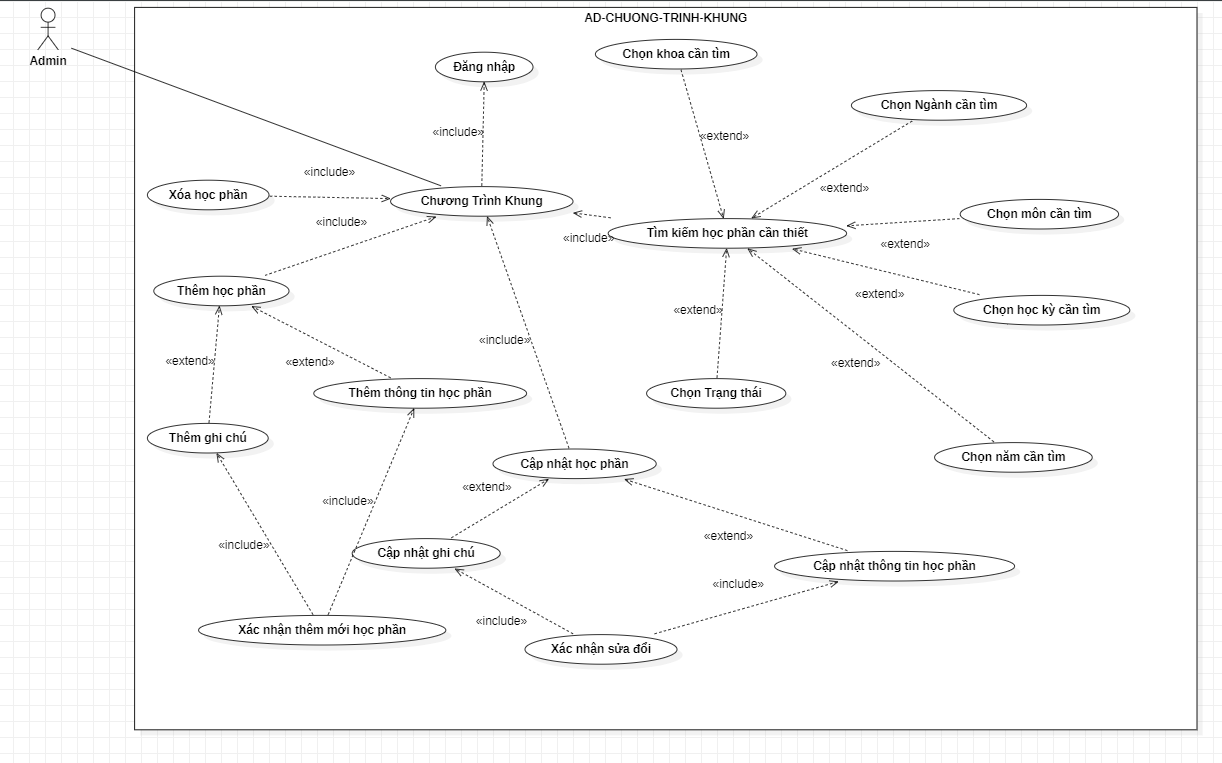 AD-CHUONG-TRINH-KHUNG
Admin
Đăng nhập
Chọn khoa cần tìm
Chọn Ngành cần tìm
«include»
«extend»
«include»
«extend»
Xóa học phần
Chương Trình Khung
Chọn môn cần tìm
«include»
Tìm kiếm học phần cần thiết
«include»
«extend»
Thêm học phần
«extend»
Chọn học kỳ cần tìm
«extend»
«include»
«extend»
«extend»
«extend»
Thêm thông tin học phần
Chọn Trạng thái
Thêm ghi chú
Chọn năm cần tìm
Cập nhật học phần
«extend»
«include»
«extend»
«include»
Cập nhật ghi chú
Cập nhật thông tin học phần
«include»
«include»
Xác nhận thêm mới học phần
Xác nhận sửa đổi